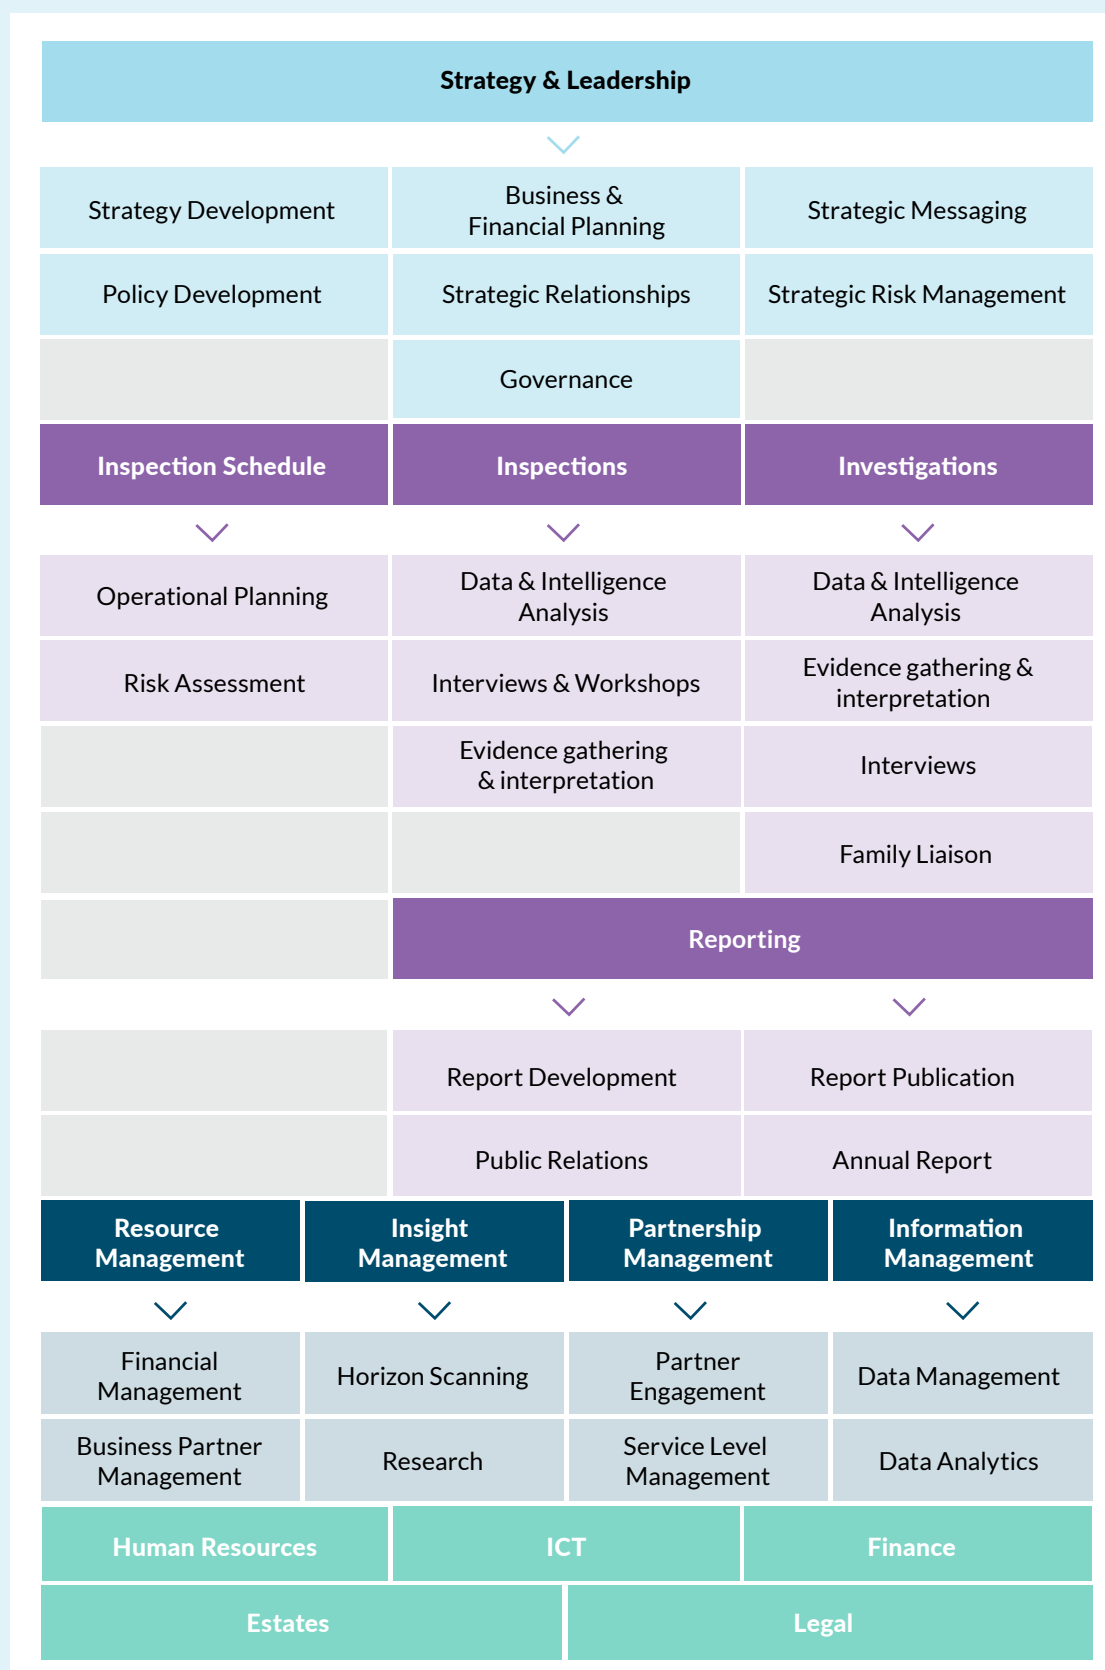 Strategy & Leadership
Strategy Development
Business &
Financial Planning
Strategic Messaging
Policy Development
Strategic Relationships
Strategic Risk Management
Governance
Inspection Schedule
Inspections
Investigations
Operational Planning
Data & Intelligence
Analysis
Data & Intelligence
Analysis
Risk Assessment
Interviews & Workshops
Evidence gathering &
interpretation
Evidence gathering
& interpretation
Interviews
Family Liaison
Reporting
Report Development
Report Publication
Public Relations
Annual Report
Resource
Management
Insight
Management
Partnership
Management
Information
Management
Financial
Management
Horizon Scanning
Partner
Engagement
Data Management
Business Partner
Management
Research
Service Level
Management
Data Analytics
Human Resources
ICT
Finance
Estates
Legal